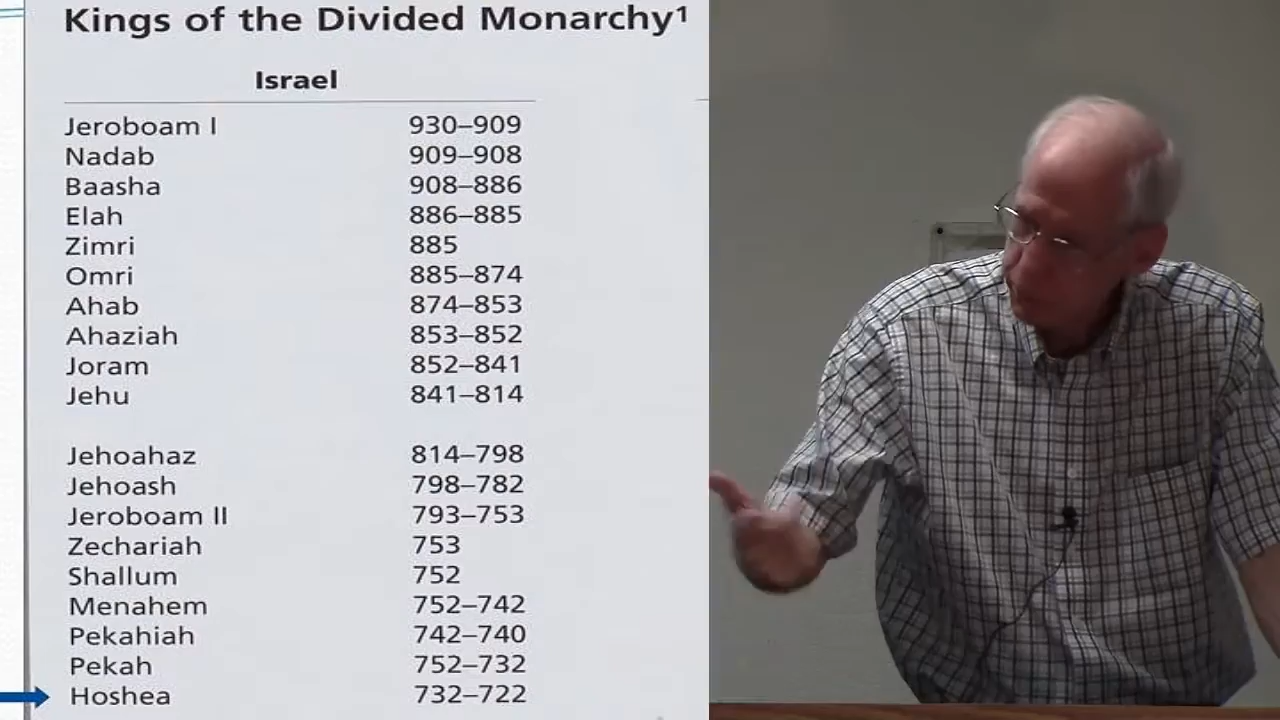 Kings of the Divided Monarchy¹
Israel
Jeroboam I 930–909
Nadab 909–908
Baasha 908–886
Elah 886–885
Zimri 885
Omri 885–874
Ahab 874–853
Ahaziah 853–852
Joram 852–841
Jehu 841–814
Jehoahaz 814–798
Jehoash 798–782
Jeroboam II 793–753
Zechariah 753
Shallum 752
Menahem 752–742
Pekahiah 742–740
Pekah 752–732
Hoshea 732–722